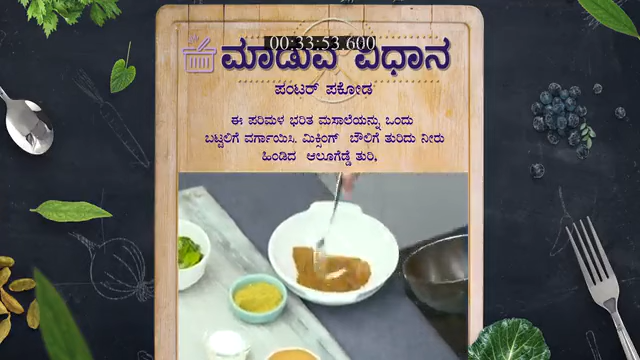 00:33:53.600
ಮಾಡುವ ವಿಧಾನ
ಪಂಟರ್ ಪಕೋಡ
ಈ ಪರಿಮಳ ಭರಿತ ಮಸಾಲೆಯನ್ನು ಒಂದು
ಬಟ್ಟಲಿಗೆ ವರ್ಗಾಯಿಸಿ, ಮಿಕ್ಸಿಂಗ್ ಬೌಲಿಗೆ ತುರಿದು ನೀರು
ಹಿಂಡಿದ ಆಲೂಗೆಡ್ಡೆ ತುರಿ,